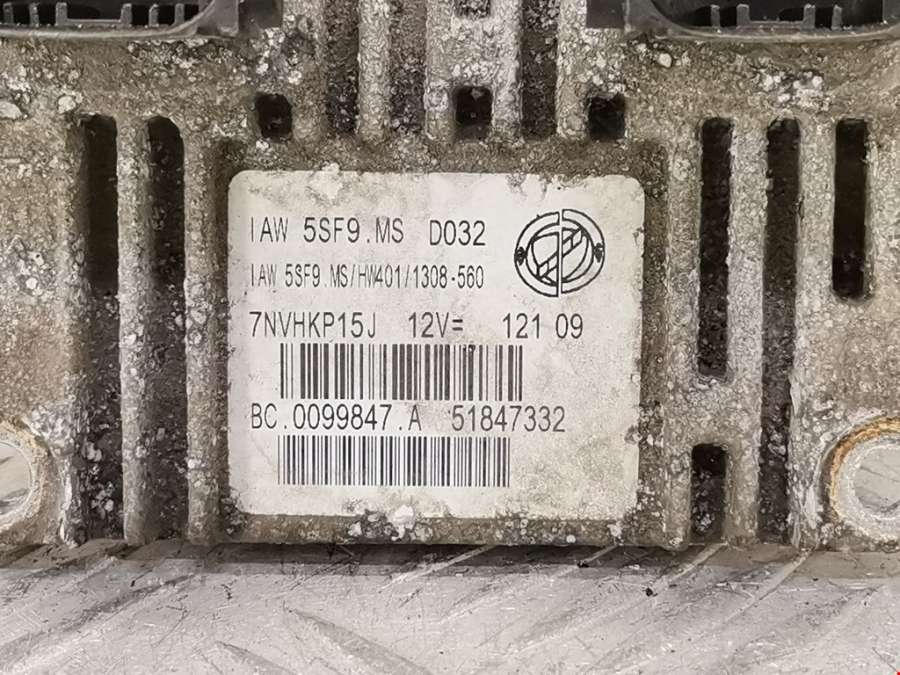 IAW 5SF9.MS D032
IAW 5SF9.MS/HW401/1308-560
7NVHKP15J 12V= 121 09
BC.0099847.A 51847332